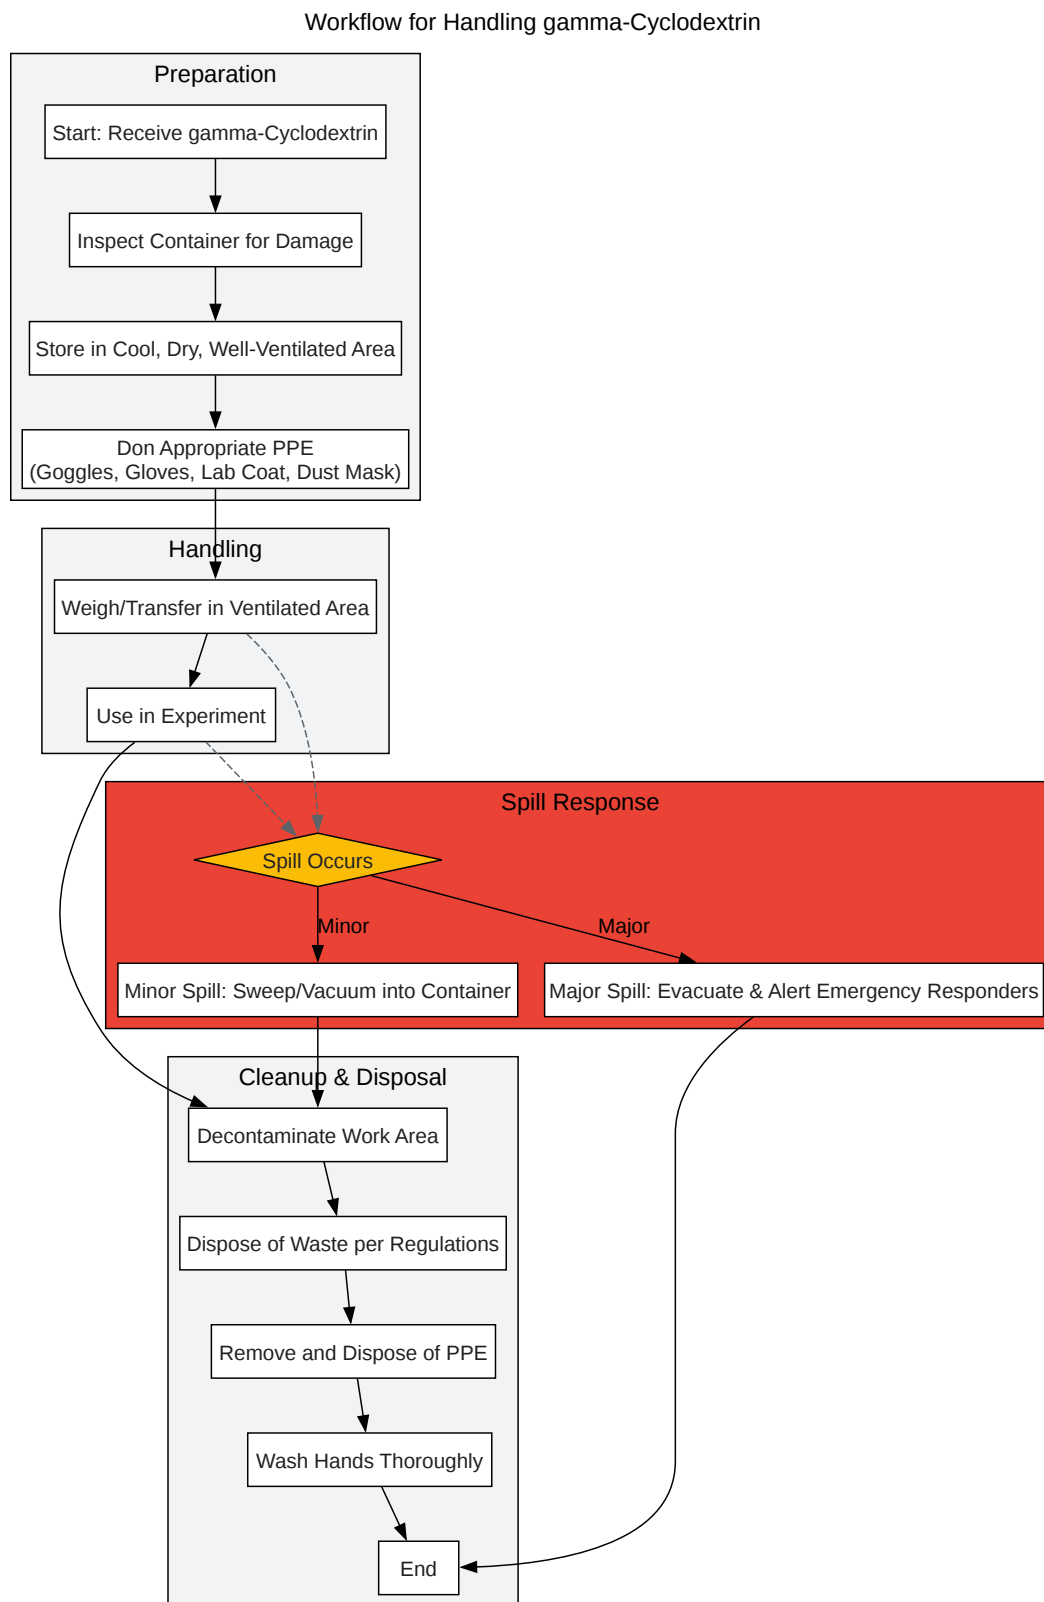 Workflow for Handling gamma-Cyclodextrin
Preparation
Start: Receive gamma-Cyclodextrin
Inspect Container for Damage
Store in Cool, Dry, Well-Ventilated Area
Don Appropriate PPE
(Goggles, Gloves, Lab Coat, Dust Mask)
Handling
Weigh/Transfer in Ventilated Area
Use in Experiment
Spill Response
Spill Occurs
Minor
Major
Minor Spill: Sweep/Vacuum into Container
Major Spill: Evacuate & Alert Emergency Responders
Cleanup & Disposal
Decontaminate Work Area
Dispose of Waste per Regulations
Remove and Dispose of PPE
Wash Hands Thoroughly
End